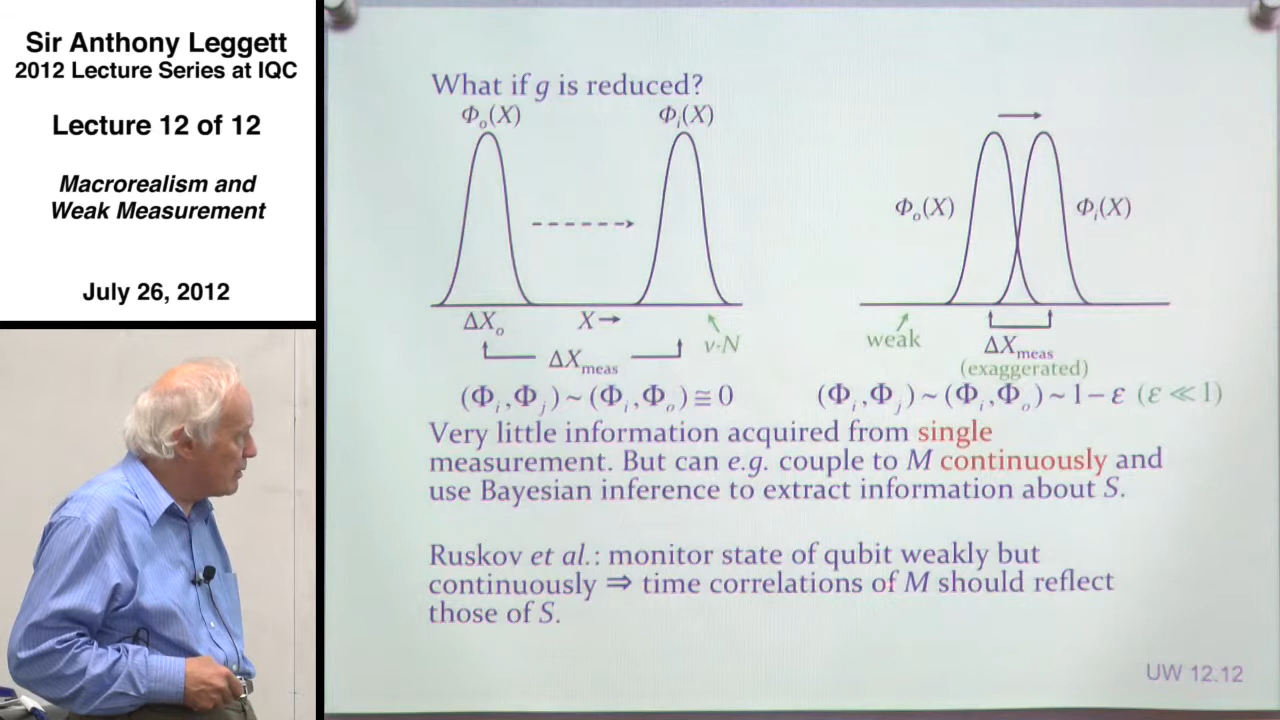 Sir Anthony Leggett
2012 Lecture Series at IQC
Lecture 12 of 12
Macrorealism and
Weak Measurement
July 26, 2012
What if g is reduced?
Φₒ(X) Φᵢ(X)
Φₒ(X) Φᵢ(X)
ΔXₒ X→ v-N
ΔX meas
weak ΔX meas
(exaggerated)
(Φᵢ,Φⱼ) ~ (Φᵢ,Φₒ) ≅ 0
(Φᵢ,Φⱼ) ~ (Φᵢ,Φₒ) ~ 1 – ε (ε ≪ 1)
Very little information acquired from single
measurement. But can e.g. couple to M continuously and
use Bayesian inference to extract information about S.
Ruskov et al.: monitor state of qubit weakly but
continuously ⇒ time correlations of M should reflect
those of S.
UW 12.12